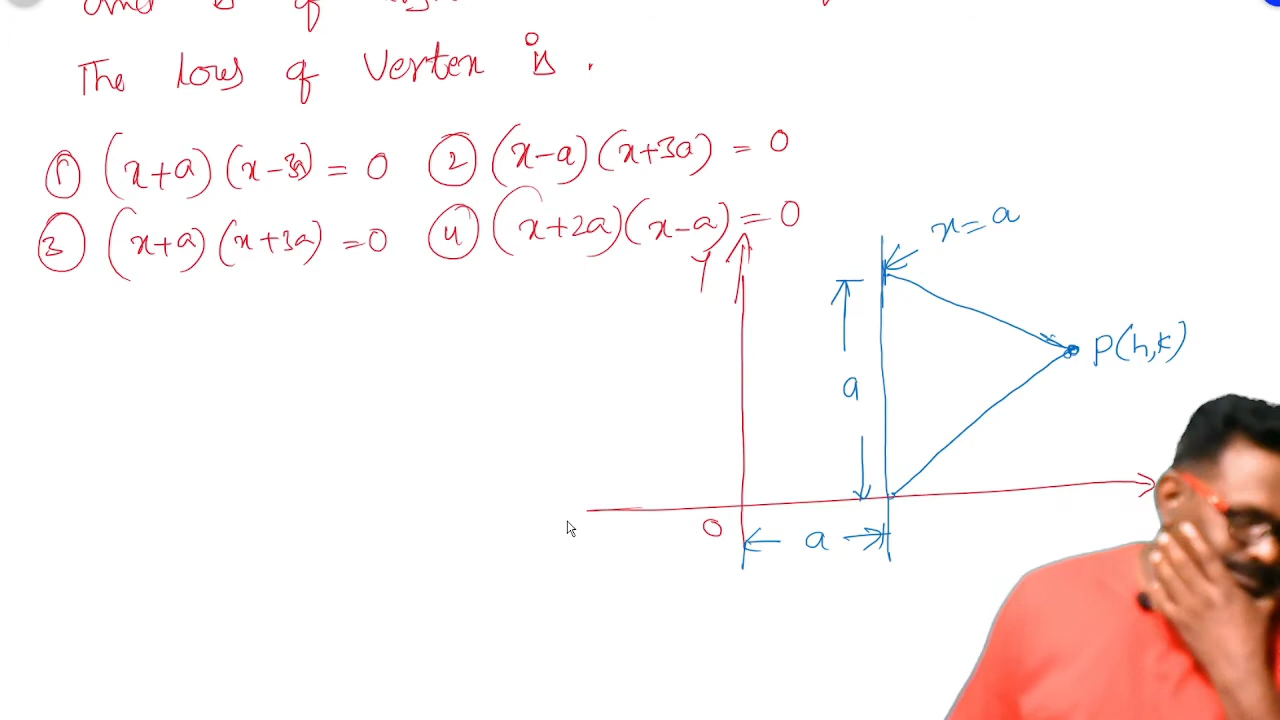 The locus of Vertex is.
① (x+a)(x-3a) = 0 ② (x-a)(x+3a) = 0
③ (x+a)(x+3a) = 0 ④ (x+2a)(x-a) = 0
x = a
Y
a
P(h,k)
O
a